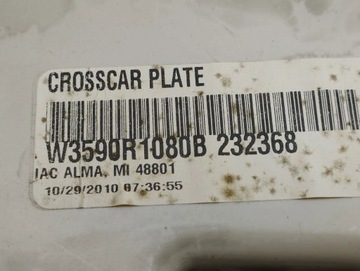 CROSSCAR PLATE
W3590R1080B 232368
IAC ALMA, MI 48801
10/29/2010 07:36:55